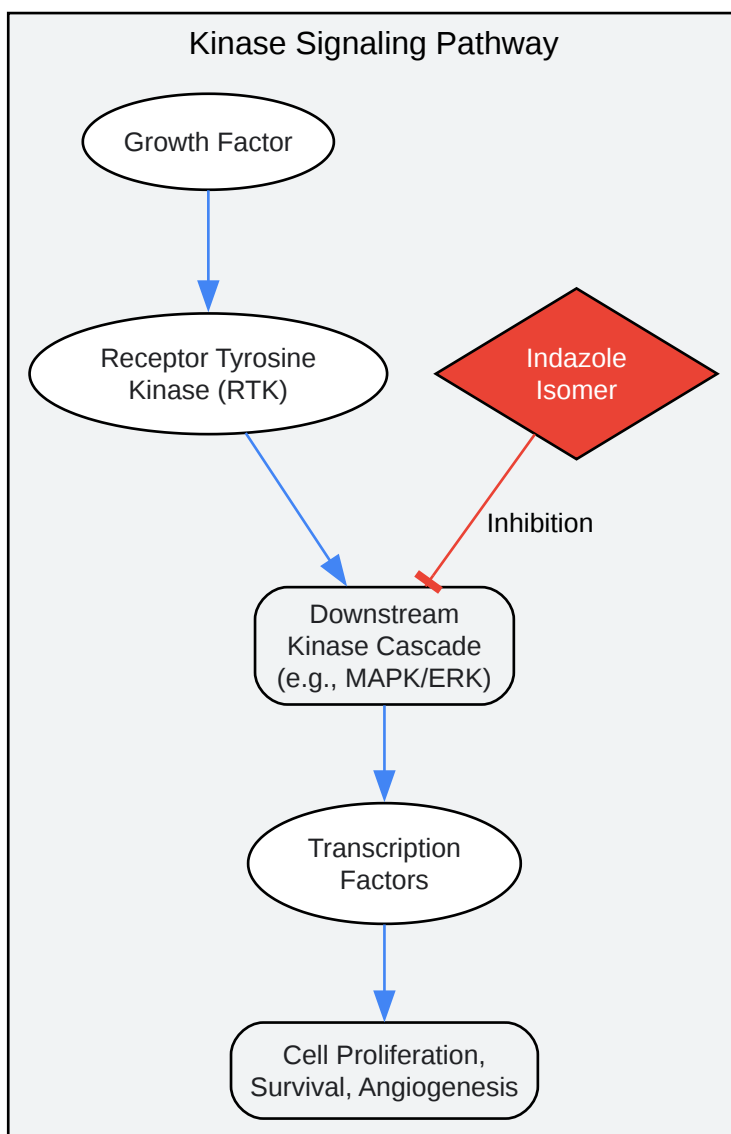 Kinase Signaling Pathway
Growth Factor
Receptor Tyrosine
Kinase (RTK)
Indazole
Isomer
Inhibition
Downstream
Kinase Cascade
(e.g., MAPK/ERK)
Transcription
Factors
Cell Proliferation,
Survival, Angiogenesis